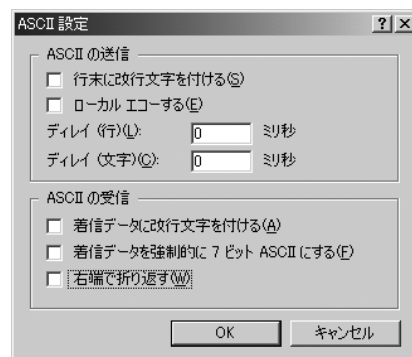 ASCII 設定
ASCII の送信
行末に改行文字を付ける(S)
ローカル エコーする(E)
ディレイ (行)(L): 0 ミリ秒
ディレイ (文字)(C): 0 ミリ秒
ASCII の受信
着信データに改行文字を付ける(A)
着信データを強制的に 7 ビット ASCII にする(F)
右端で折り返す(W)
OK キャンセル